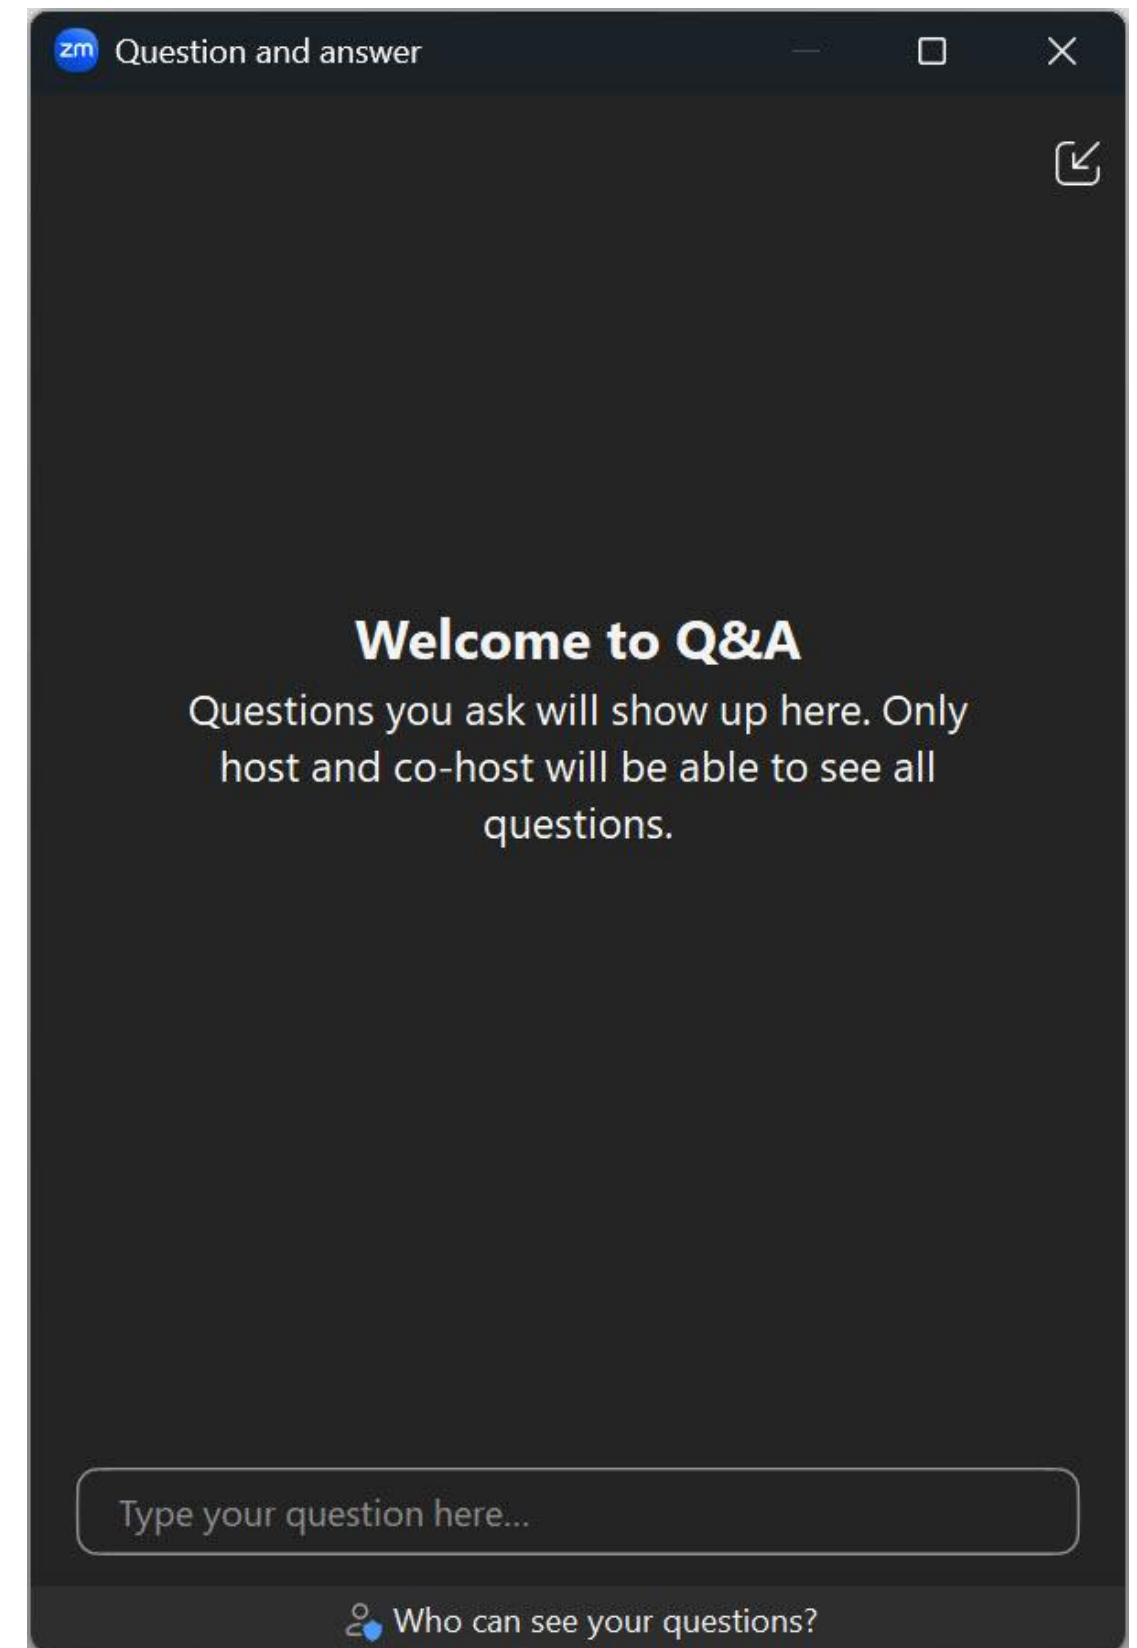 zm Question and answer
Welcome to Q&A
Questions you ask will show up here. Only
host and co-host will be able to see all
questions.
Type your question here...
Who can see your questions?